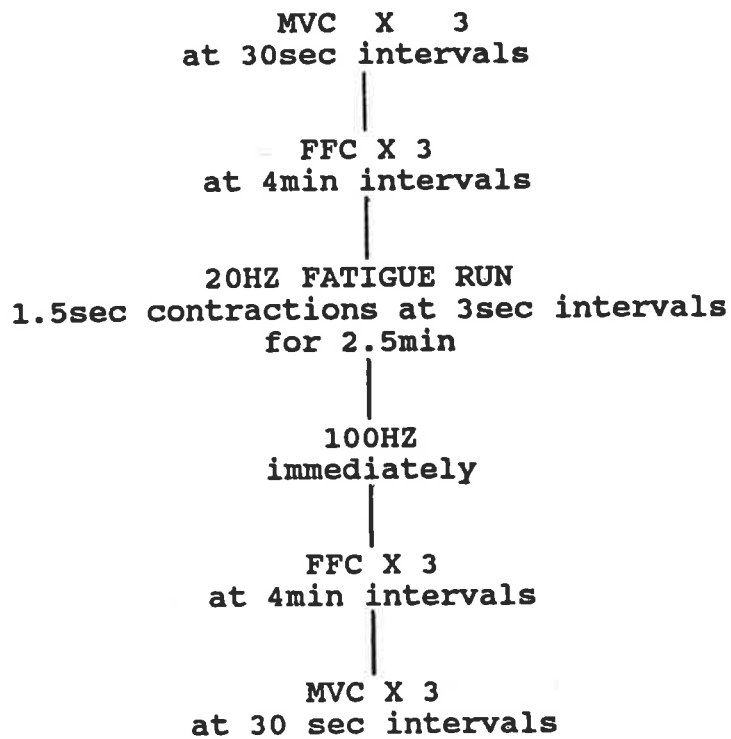 MVC X 3
at 30sec intervals
FFC X 3
at 4min intervals
20HZ FATIGUE RUN
1.5sec contractions at 3sec intervals
for 2.5min
100HZ
immediately
FFC X 3
at 4min intervals
MVC X 3
at 30 sec intervals